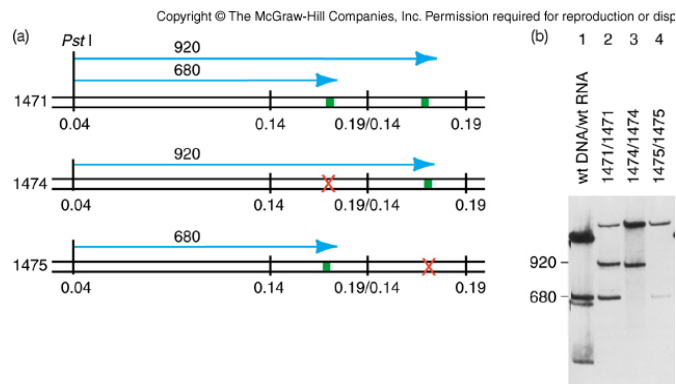 Copyright © The McGraw-Hill Companies, Inc. Permission required for reproduction or disp
(a)
Pst I
920
680
1471
0.04 0.14 0.19/0.14 0.19
920
1474
X
0.04 0.14 0.19/0.14 0.19
680
1475
X
0.04 0.14 0.19/0.14 0.19
(b) 1 2 3 4
wt DNA/wt RNA
1471/1471
1474/1474
1475/1475
920
680